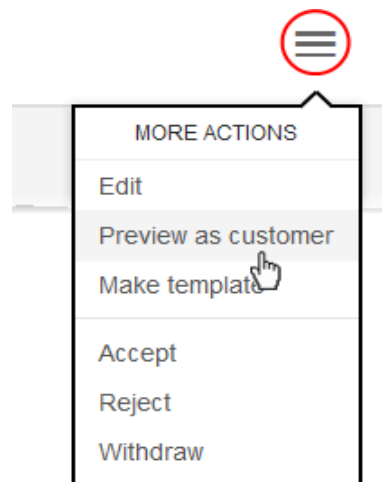 MORE ACTIONS
Edit
Preview as customer
Make template
Accept
Reject
Withdraw